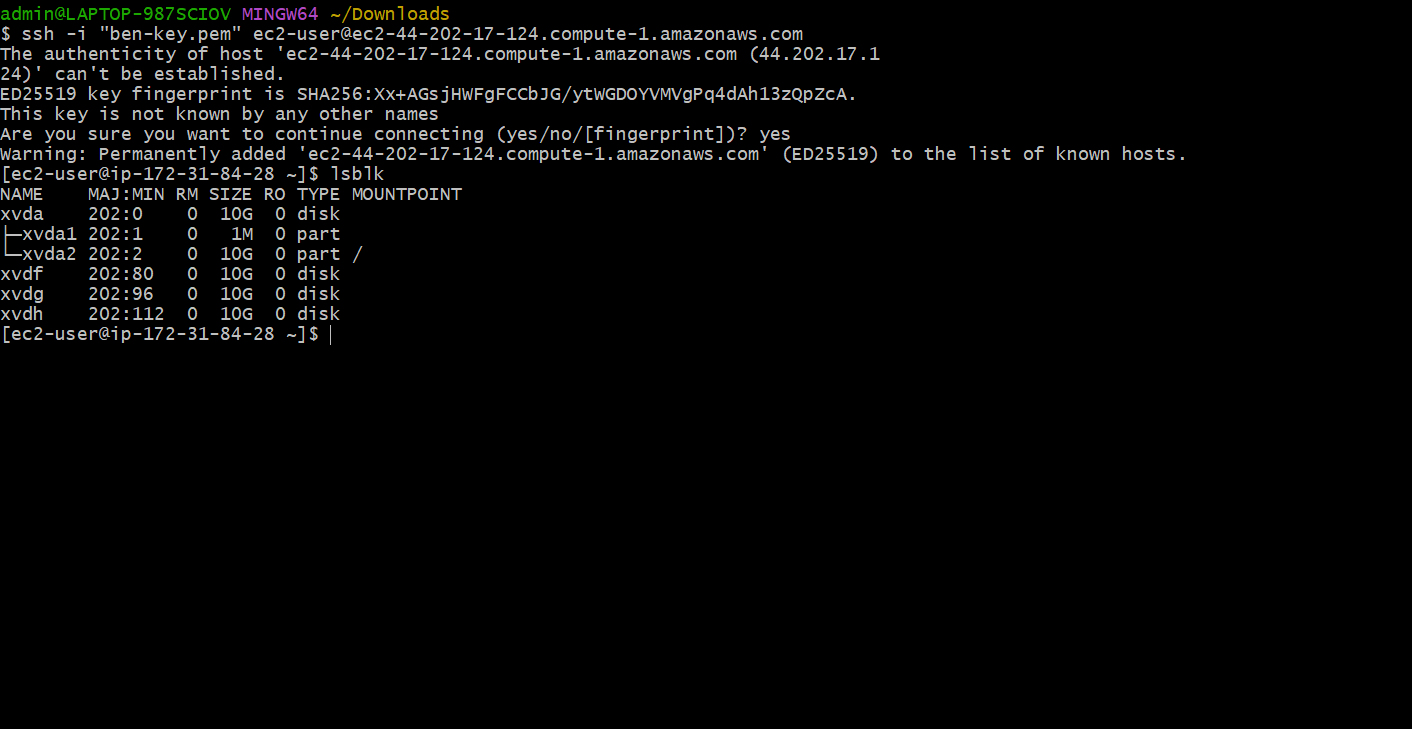 admin@LAPTOP-987SCIOV MINGW64 ~/Downloads
$ ssh -i "ben-key.pem" ec2-user@ec2-44-202-17-124.compute-1.amazonaws.com
The authenticity of host 'ec2-44-202-17-124.compute-1.amazonaws.com (44.202.17.1
24)' can't be established.
ED25519 key fingerprint is SHA256:Xx+AGsjHWFgFCCbJG/ytWGDOYVMVgPq4dAh13zQpZcA.
This key is not known by any other names
Are you sure you want to continue connecting (yes/no/[fingerprint])? yes
Warning: Permanently added 'ec2-44-202-17-124.compute-1.amazonaws.com' (ED25519) to the list of known hosts.
[ec2-user@ip-172-31-84-28 ~]$ lsblk
NAME    MAJ:MIN RM SIZE RO TYPE MOUNTPOINT
xvda    202:0    0  10G  0 disk
├─xvda1 202:1    0   1M  0 part
└─xvda2 202:2    0  10G  0 part /
xvdf    202:80   0  10G  0 disk
xvdg    202:96   0  10G  0 disk
xvdh    202:112  0  10G  0 disk
[ec2-user@ip-172-31-84-28 ~]$